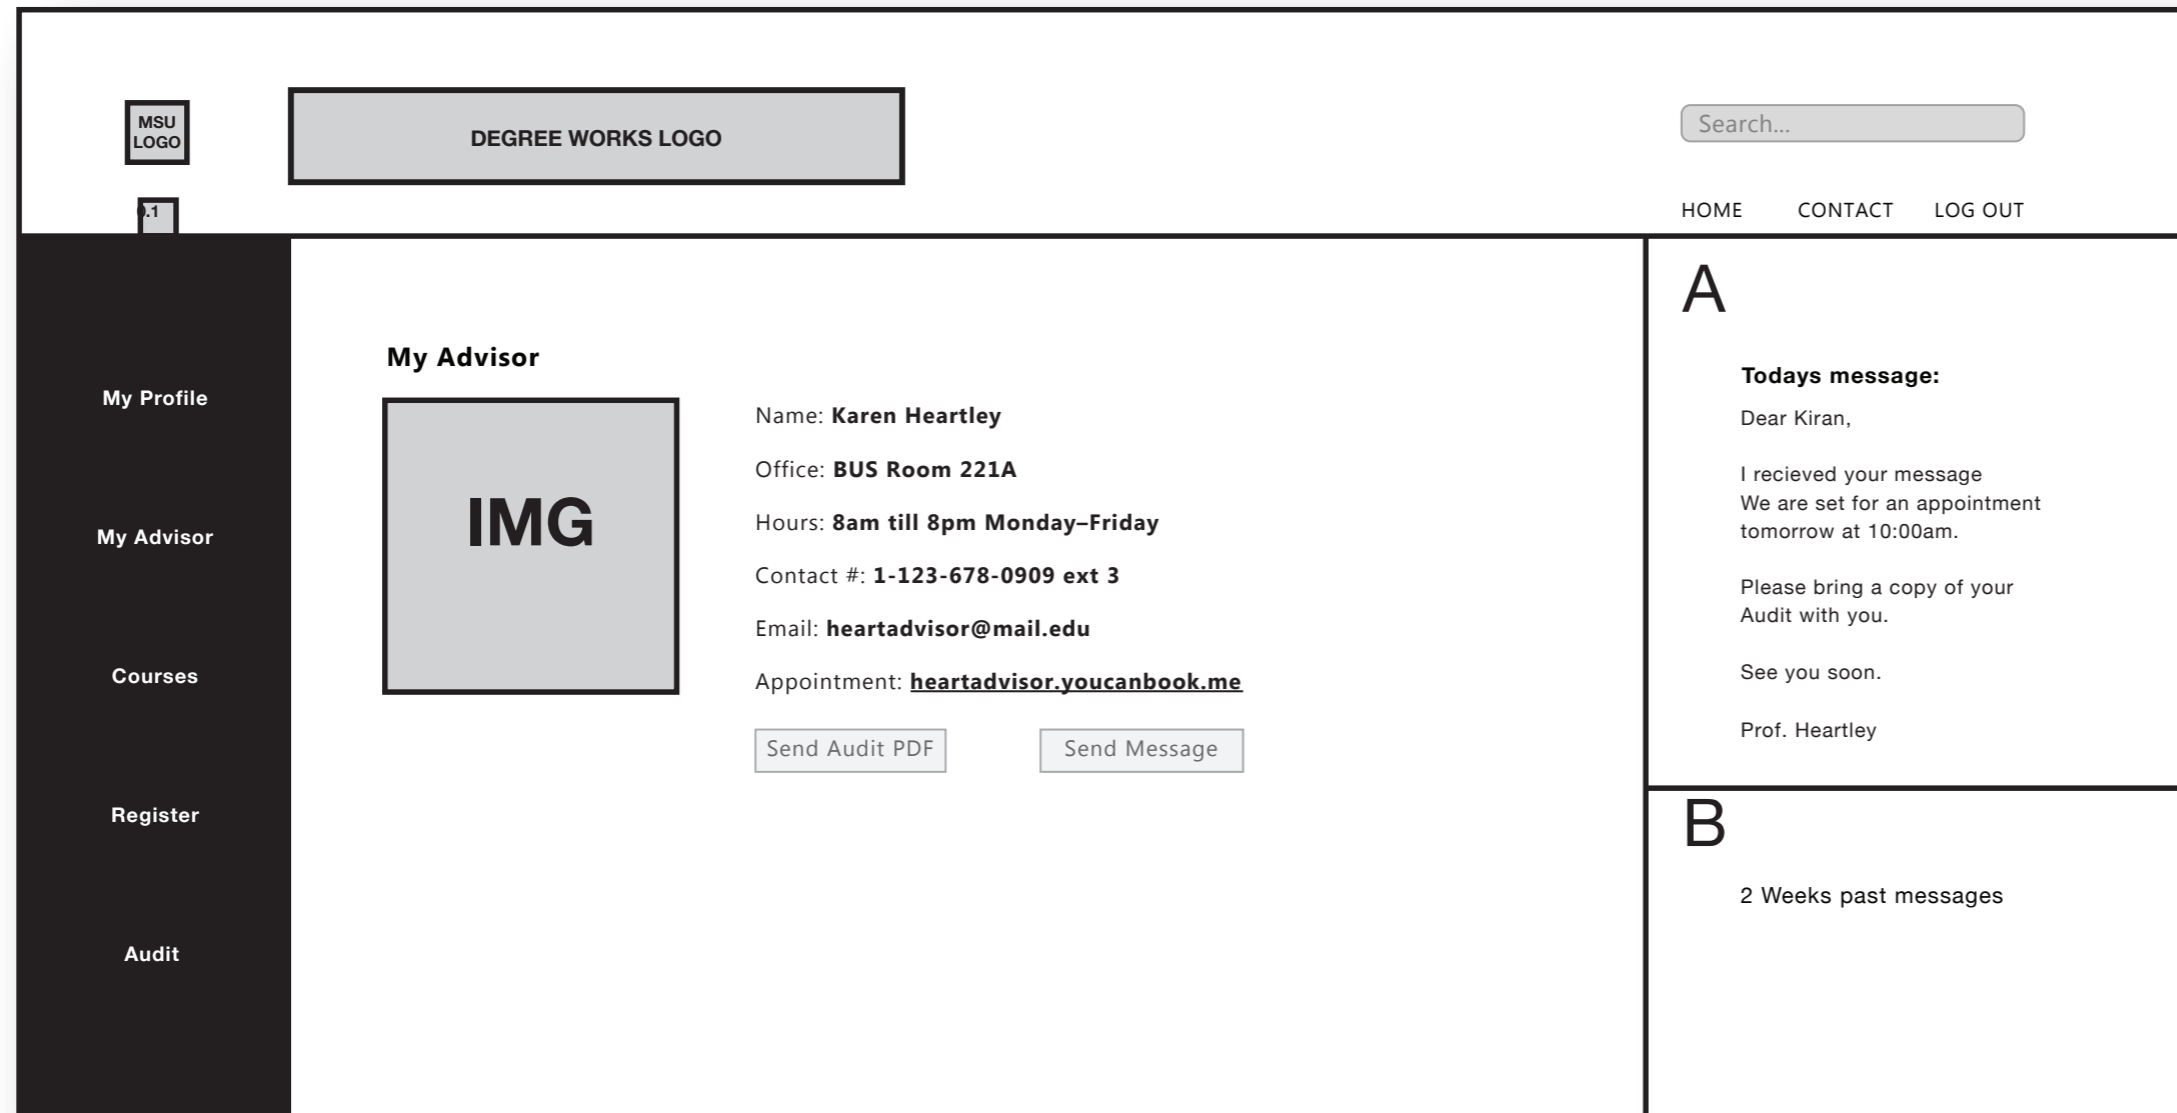 MSU
LOGO
DEGREE WORKS LOGO
Search...
.1
HOME CONTACT LOG OUT
My Profile
My Advisor
Courses
Register
Audit
My Advisor
IMG
Name: Karen Heartley
Office: BUS Room 221A
Hours: 8am till 8pm Monday–Friday
Contact #: 1-123-678-0909 ext 3
Email: heartadvisor@mail.edu
Appointment: heartadvisor.youcanbook.me
Send Audit PDF
Send Message
A
Todays message:
Dear Kiran,
I recieved your message
We are set for an appointment
tomorrow at 10:00am.
Please bring a copy of your
Audit with you.
See you soon.
Prof. Heartley
B
2 Weeks past messages